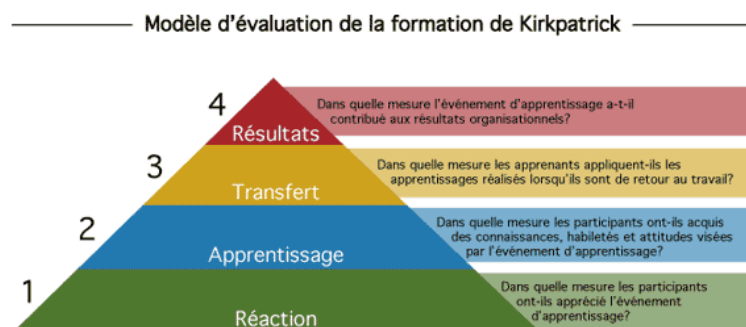 Modèle d'évaluation de la formation de Kirkpatrick
4
Résultats
Dans quelle mesure l'événement d'apprentissage a-t-il
contribué aux résultats organisationnels?
3
Transfert
Dans quelle mesure les apprenants appliquent-ils les
apprentissages réalisés lorsqu'ils sont de retour au travail?
2
Apprentissage
Dans quelle mesure les participants ont-ils acquis
des connaissances, habiletés et attitudes visées
par l'événement d'apprentissage?
1
Réaction
Dans quelle mesure les participants
ont-ils apprécié l'événement
d'apprentissage?